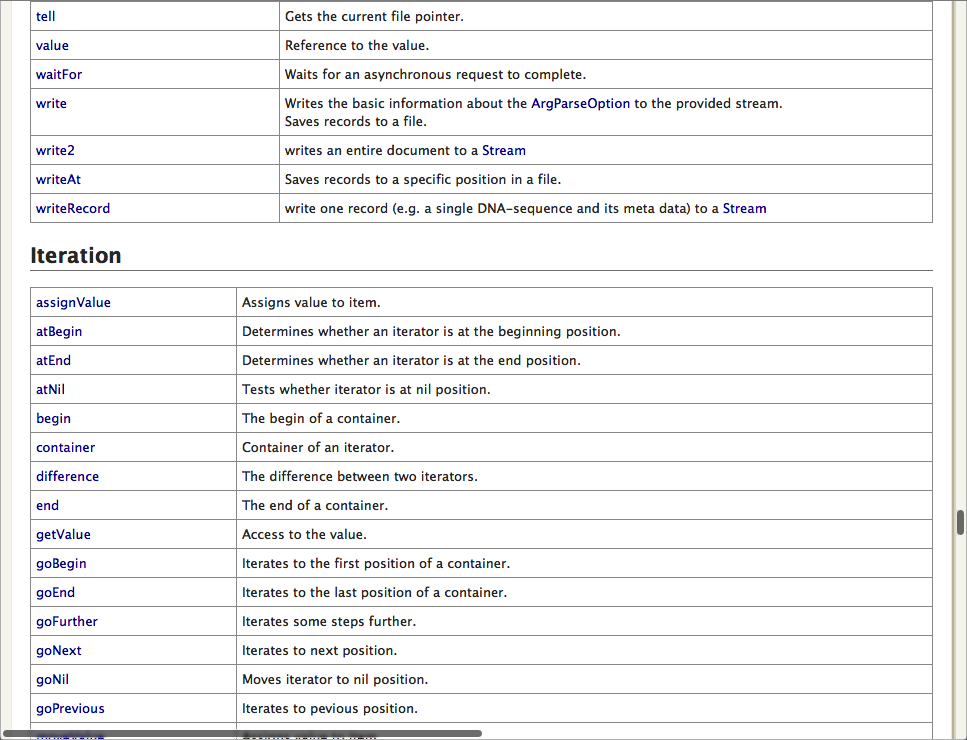 tell Gets the current file pointer.
value Reference to the value.
waitFor Waits for an asynchronous request to complete.
write Writes the basic information about the ArgParseOption to the provided stream.
Saves records to a file.
write2 writes an entire document to a Stream
writeAt Saves records to a specific position in a file.
writeRecord write one record (e.g. a single DNA-sequence and its meta data) to a Stream
Iteration
assignValue Assigns value to item.
atBegin Determines whether an iterator is at the beginning position.
atEnd Determines whether an iterator is at the end position.
atNil Tests whether iterator is at nil position.
begin The begin of a container.
container Container of an iterator.
difference The difference between two iterators.
end The end of a container.
getValue Access to the value.
goBegin Iterates to the first position of a container.
goEnd Iterates to the last position of a container.
goFurther Iterates some steps further.
goNext Iterates to next position.
goNil Moves iterator to nil position.
goPrevious Iterates to pevious position.